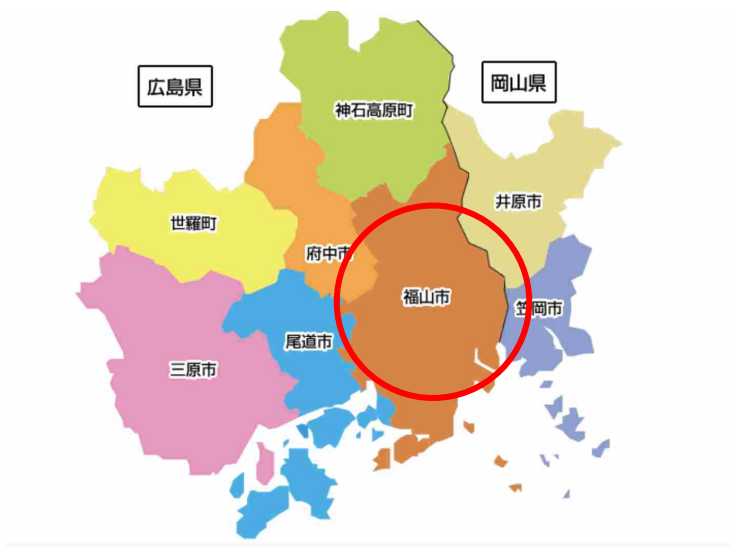 広島県
岡山県
神石高原町
井原市
世羅町
府中市
福山市
笠岡市
尾道市
三原市